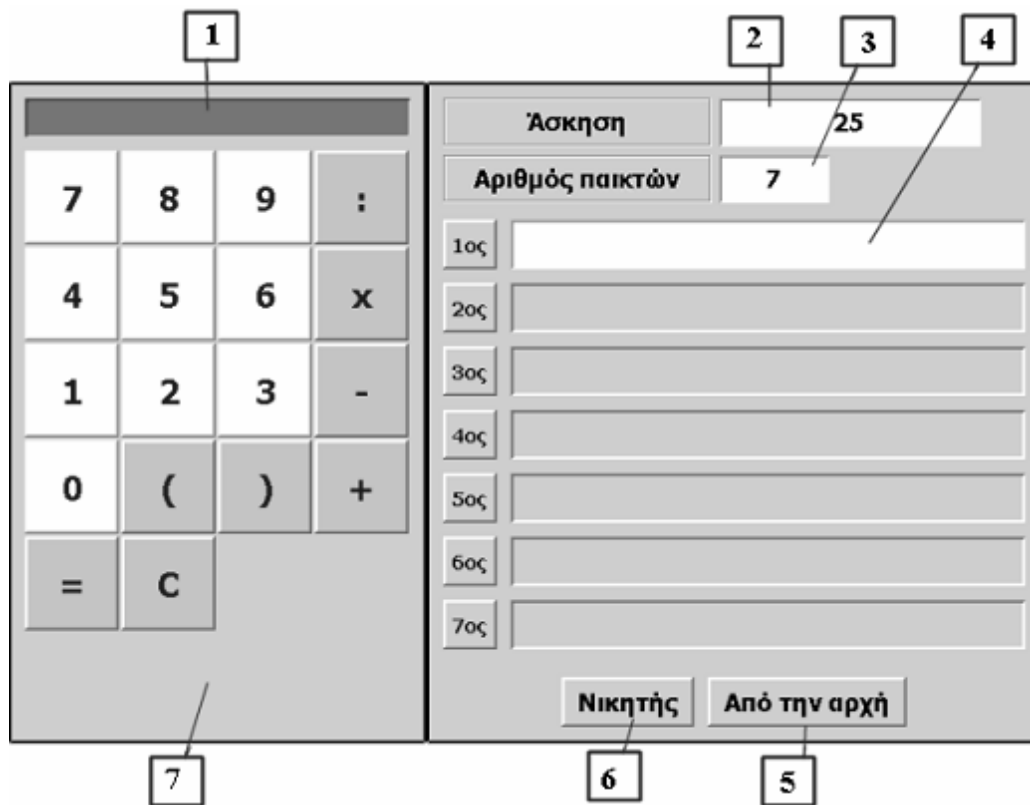 1
2
3
4
Άσκηση
25
Αριθμός παικτών
7
7 8 9 :
4 5 6 x
1 2 3 -
0 ( ) +
= C
1ος
2ος
3ος
4ος
5ος
6ος
7ος
Νικητής
Από την αρχή
7
6
5